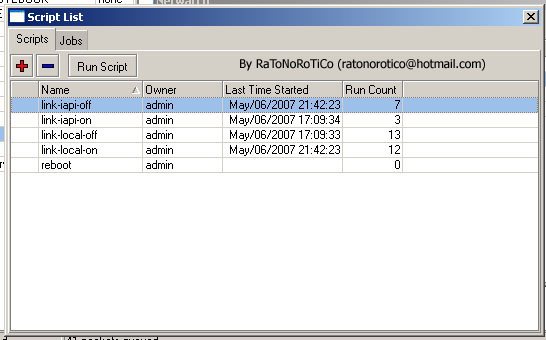 Script List
Scripts Jobs
Run Script By RaToNoRoTiCo (ratonorotico@hotmail.com)
Name Owner Last Time Started Run Count
link-iapi-off admin May/06/2007 21:42:23 7
link-iapi-on admin May/06/2007 17:09:34 3
link-local-off admin May/06/2007 17:09:33 13
link-local-on admin May/06/2007 21:42:23 12
reboot admin 0